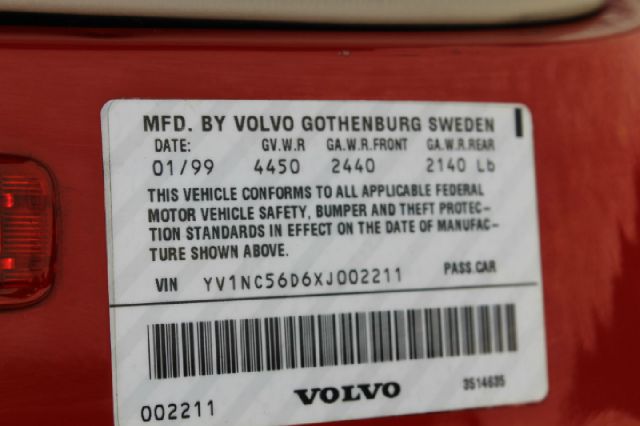 MFD. BY VOLVO GOTHENBURG SWEDEN
DATE: GV.W.R GA.W.R.FRONT GA.W.R.REAR
01/99 4450 2440 2140 Lb
THIS VEHICLE CONFORMS TO ALL APPLICABLE FEDERAL
MOTOR VEHICLE SAFETY, BUMPER AND THEFT PROTEC-
TION STANDARDS IN EFFECT ON THE DATE OF MANUFAC-
TURE SHOWN ABOVE.
VIN YV1NC56D6XJ002211 PASS.CAR
002211 VOLVO 3514635